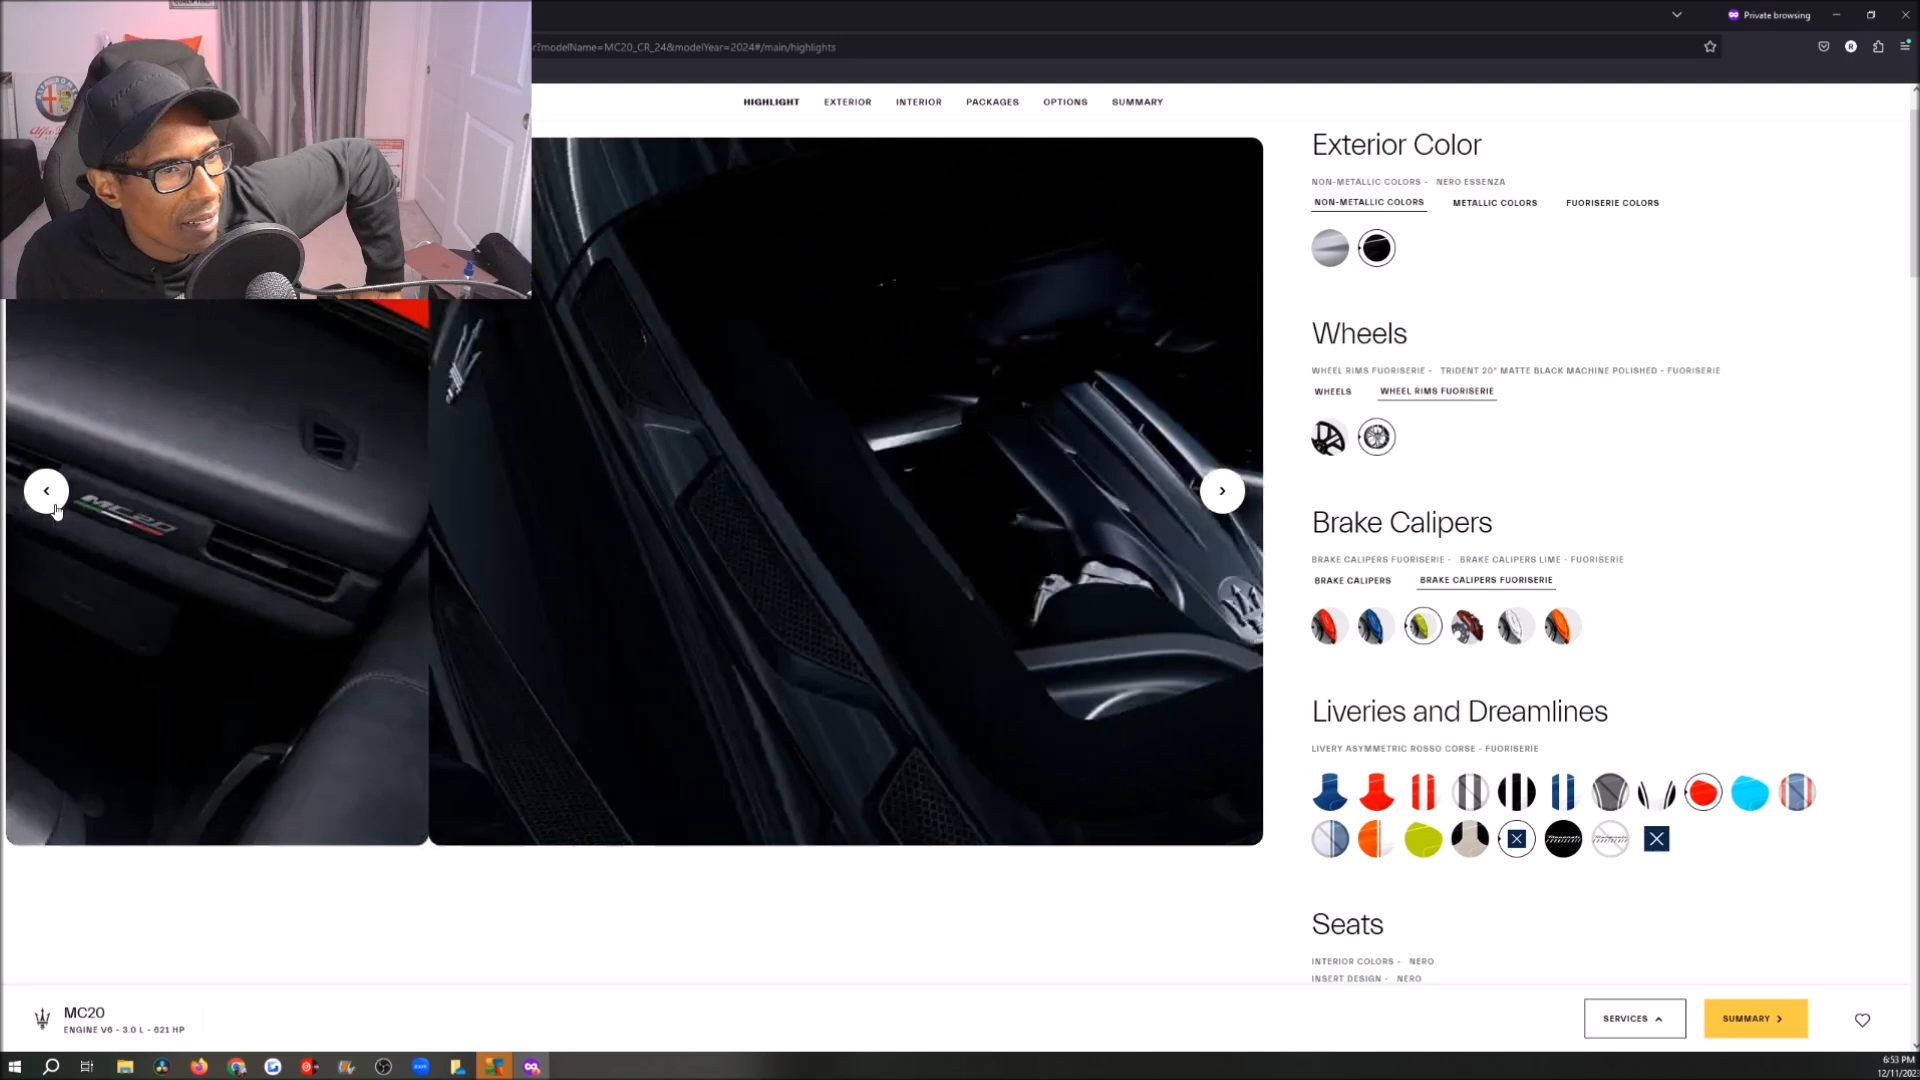 Private browsing
r?modelName=MC20_CR_24&modelYear=2024#/main/highlights
HIGHLIGHT EXTERIOR INTERIOR PACKAGES OPTIONS SUMMARY
Exterior Color
NON-METALLIC COLORS - NERO ESSENZA
NON-METALLIC COLORS METALLIC COLORS FUORISERIE COLORS
Wheels
WHEEL RIMS FUORISERIE - TRIDENT 20" MATTE BLACK MACHINE POLISHED - FUORISERIE
WHEELS WHEEL RIMS FUORISERIE
Brake Calipers
BRAKE CALIPERS FUORISERIE - BRAKE CALIPERS LIME - FUORISERIE
BRAKE CALIPERS BRAKE CALIPERS FUORISERIE
Liveries and Dreamlines
LIVERY ASYMMETRIC ROSSO CORSE - FUORISERIE
Seats
INTERIOR COLORS - NERO
INSERT DESIGN - NERO
MC20
MC20
ENGINE V6 - 3.0 L - 621 HP
SERVICES
SUMMARY
6:53 PM